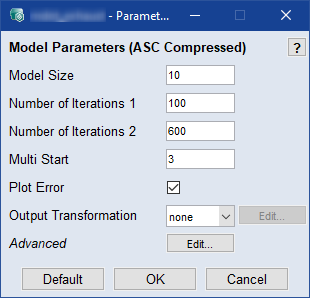 - Paramet...
Model Parameters (ASC Compressed)
?
Model Size 10
Number of Iterations 1 100
Number of Iterations 2 600
Multi Start 3
Plot Error
Output Transformation none Edit...
Advanced Edit...
Default OK Cancel